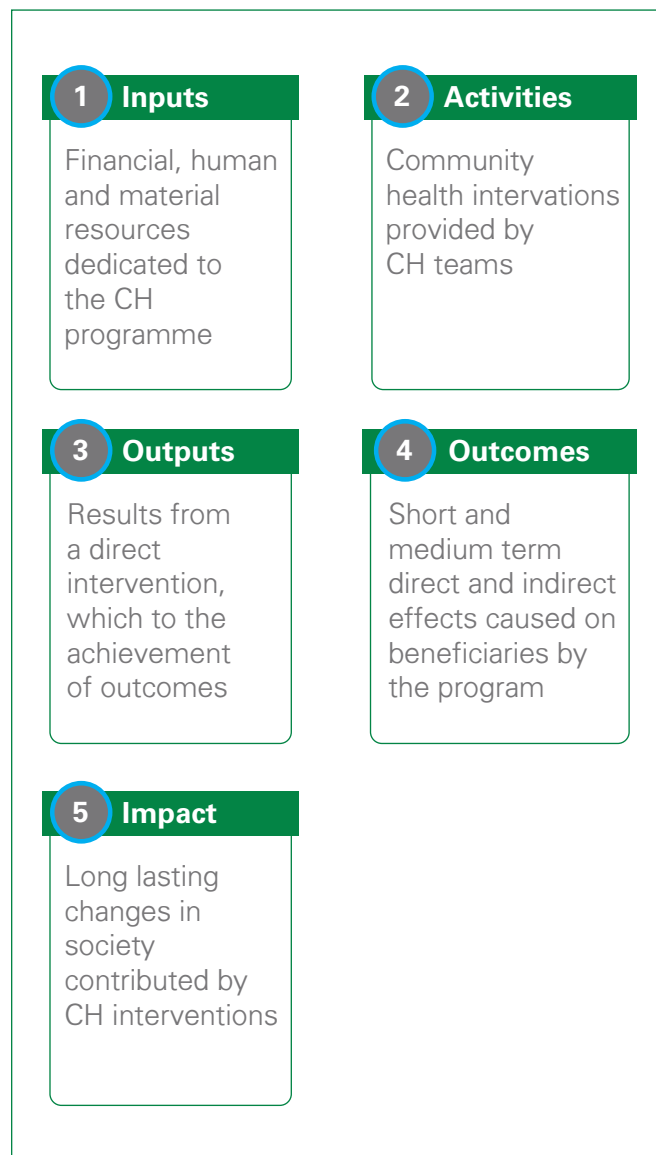 1 Inputs
Financial, human
and material
resources
dedicated to
the CH
programme
2 Activities
Community
health intervations
provided by
CH teams
3 Outputs
Results from
a direct
intervention,
which to the
achievement
of outcomes
4 Outcomes
Short and
medium term
direct and indirect
effects caused on
beneficiaries by
the program
5 Impact
Long lasting
changes in
society
contributed by
CH interventions